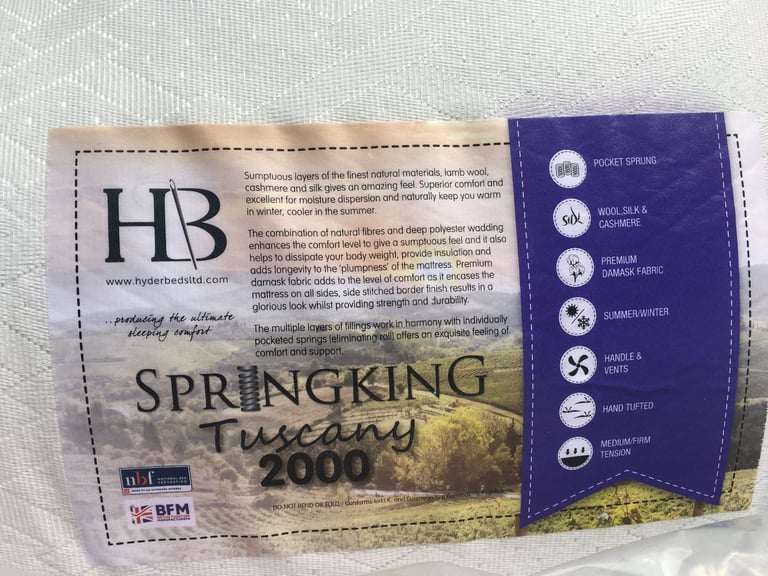 HB
www.hyderbedsltd.com
...producing the ultimate
sleeping comfort
Sumptuous layers of the finest natural materials, lamb wool,
cashmere and silk gives an amazing feel. Superior comfort and
excellent for moisture dispersion and naturally keep you warm
in winter, cooler in the summer.
The combination of natural fibres and deep polyester wadding
enhances the comfort level to give a sumptuous feel and it also
helps to dissipate your body weight, provide insulation and
adds longevity to the 'plumpness' of the mattress. Premium
damask fabric adds to the level of comfort as it encases the
mattress on all sides, side stitched border finish results in a
glorious look whilst providing strength and durability.
The multiple layers of fillings work in harmony with individually
pocketed springs (eliminating roll) offers an exquisite feeling of
comfort and support.
SPRINGKING
Tuscany
2000
nbf NATIONAL BED
FEDERATION
BFM
DO NOT BEND OR FOLD - Conforms to U.K. and European
POCKET SPRUNG
SILK
WOOL,SILK &
CASHMERE
PREMIUM
DAMASK FABRIC
SUMMER/WINTER
HANDLE &
VENTS
HAND TUFTED
MEDIUM/FIRM
TENSION